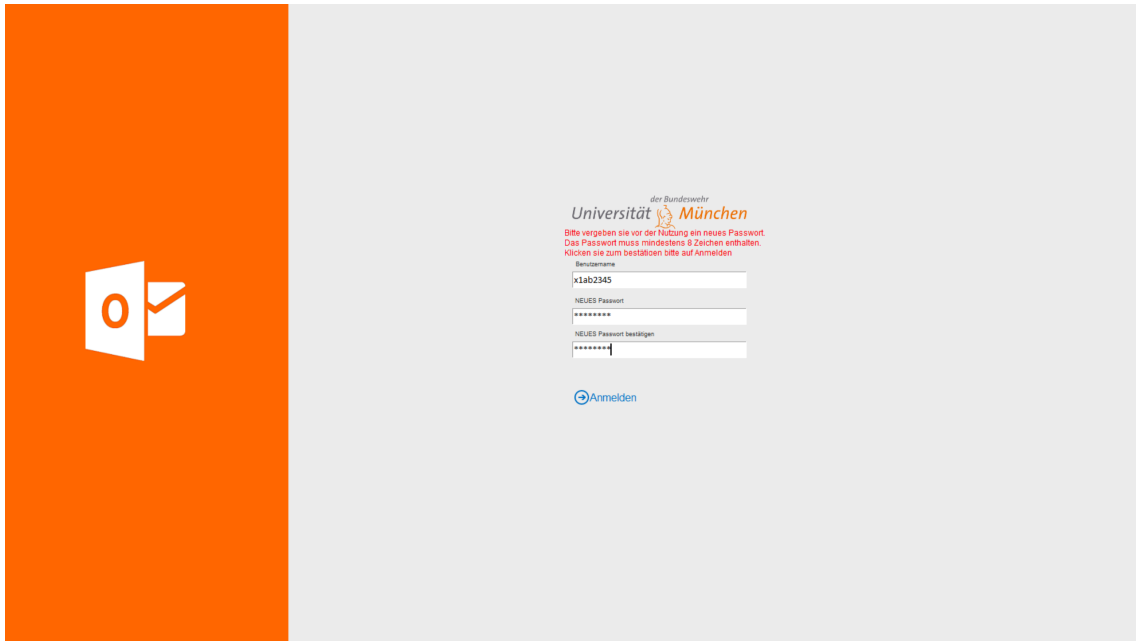 der Bundeswehr
Universität München
Bitte vergeben sie vor der Nutzung ein neues Passwort.
Das Passwort muss mindestens 8 Zeichen enthalten.
Klicken sie zum bestätigen bitte auf Anmelden
Benutzername
x1ab2345
NEUES Passwort
********
NEUES Passwort bestätigen
********
Anmelden